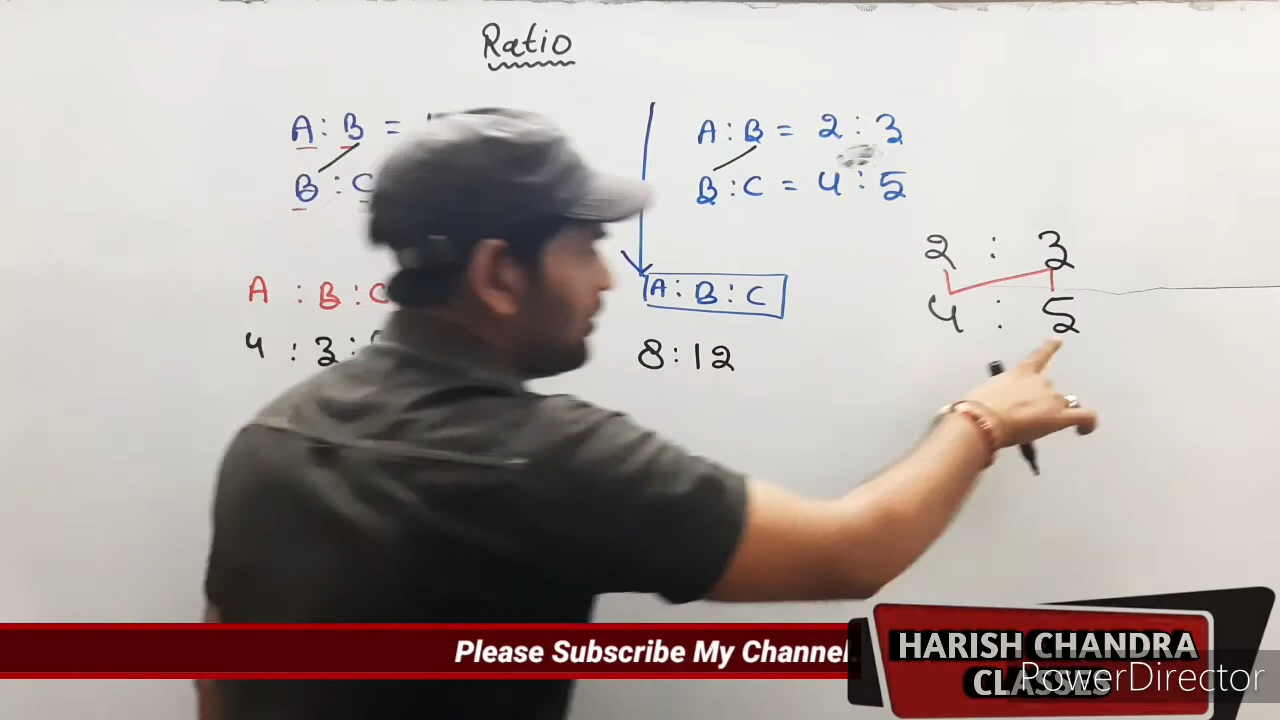 Ratio
A : B =
B : C
A : B : C
4 : 3 :
A : B = 2 : 3
B : C = 4 : 5
A : B : C
8 : 12
2 : 3
4 : 5
Please Subscribe My Channel.
HARISH CHANDRA
CLASSES
PowerDirector